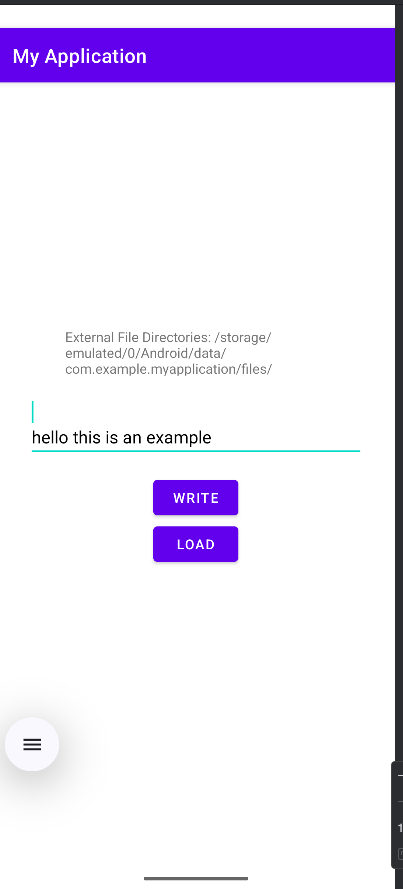 My Application
External File Directories: /storage/
emulated/0/Android/data/
com.example.myapplication/files/
hello this is an example
WRITE
LOAD